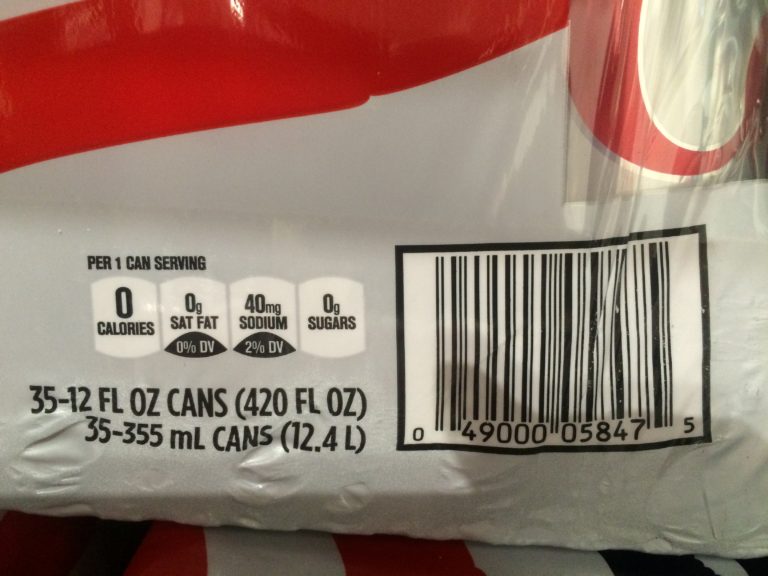 PER 1 CAN SERVING
0
CALORIES
0g
SAT FAT
0% DV
40mg
SODIUM
2% DV
0g
SUGARS
35-12 FL OZ CANS (420 FL OZ)
35-355 mL CANS (12.4 L)
0 49000 05847 5